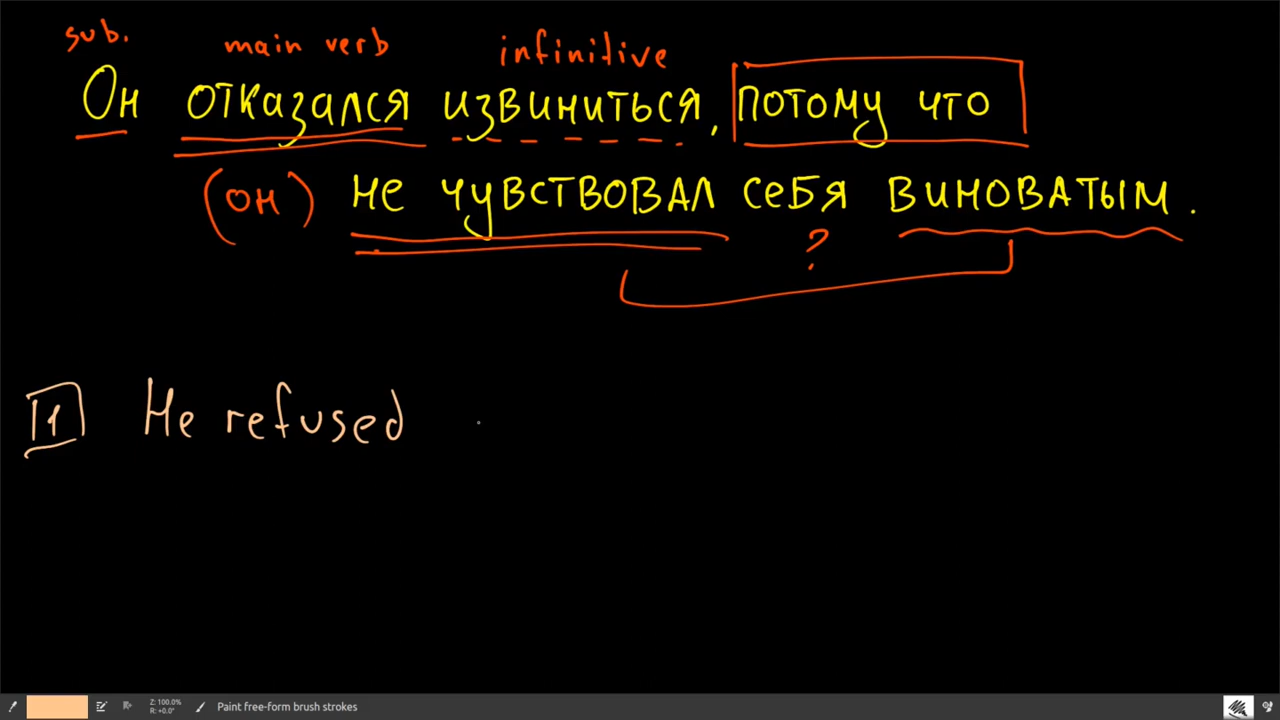 sub. main verb infinitive
Он отказался извиниться, потому что
(он) не чувствовал себя виноватым.
?
П1 He refused
Z: 100.0%
R: +0.0°
Paint free-form brush strokes